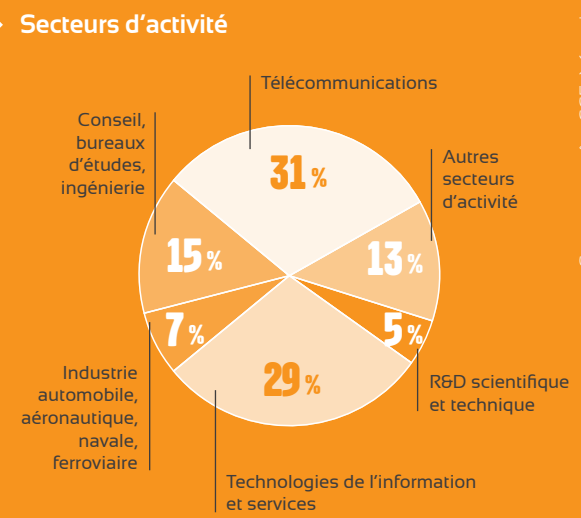 Secteurs d'activité
Télécommunications
31 %
Conseil,
bureaux
d'études,
ingénierie
15 %
Autres
secteurs
d'activité
13 %
7 %
5 %
Industrie
automobile,
aéronautique,
navale,
ferroviaire
29 %
R&D scientifique
et technique
Technologies de l'information
et services